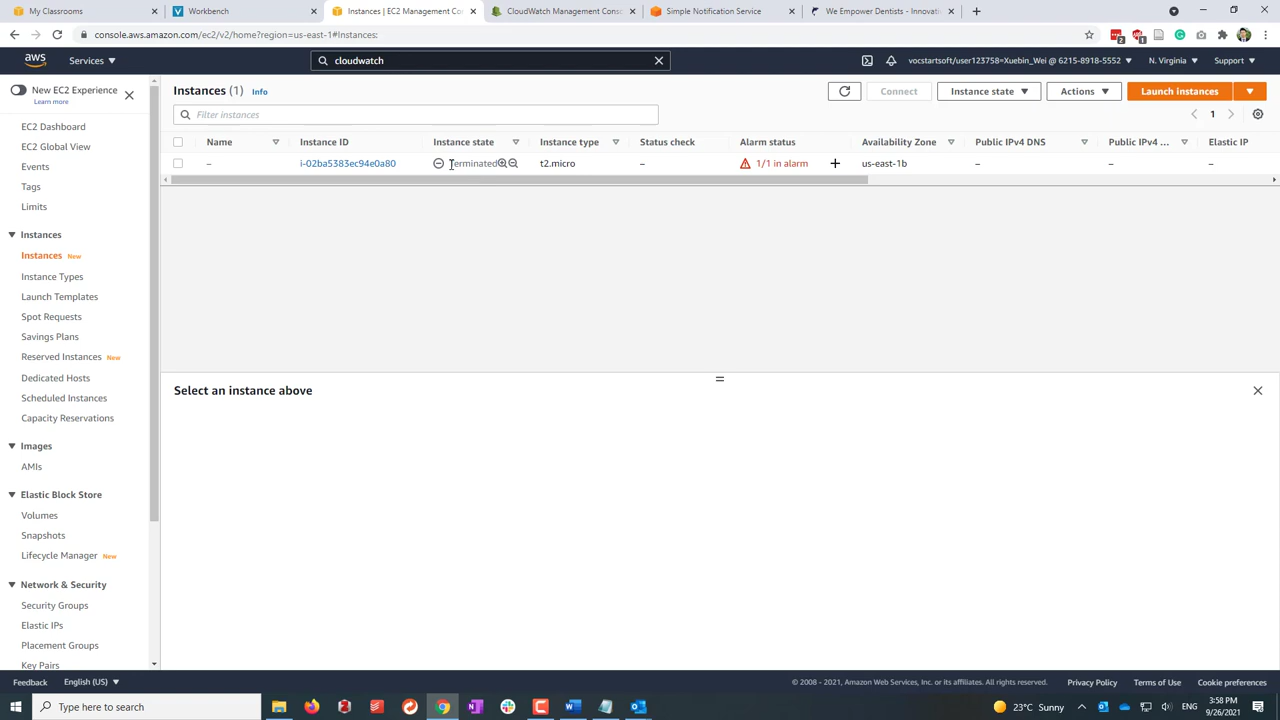 My Classrooms
Workbench
Instances | EC2 Management Co
CloudWatch Management Cons
Simple Notification Service
We Empower Dentists - Innovati
console.aws.amazon.com/ec2/v2/home?region=us-east-1#Instances:
2
1
aws
Services
cloudwatch
vocstartsoft/user123758=Xuebin_Wei @ 6215-8918-5552
N. Virginia
Support
New EC2 Experience
Learn more
EC2 Dashboard
EC2 Global View
Events
Tags
Limits
Instances
Instances New
Instance Types
Launch Templates
Spot Requests
Savings Plans
Reserved Instances New
Dedicated Hosts
Scheduled Instances
Capacity Reservations
Images
AMIs
Elastic Block Store
Volumes
Snapshots
Lifecycle Manager New
Network & Security
Security Groups
Elastic IPs
Placement Groups
Key Pairs
Instances (1) Info
Connect
Instance state
Actions
Launch instances
Filter instances
1
Name Instance ID Instance state Instance type Status check Alarm status Availability Zone Public IPv4 DNS Public IPv4 ... Elastic IP
– i-02ba5383ec94e0a80 Terminated t2.micro – 1/1 in alarm + us-east-1b – – –
Select an instance above
Feedback English (US)
© 2008 - 2021, Amazon Web Services, Inc. or its affiliates. All rights reserved. Privacy Policy Terms of Use Cookie preferences
Type here to search
23°C Sunny
3:58 PM
9/26/2021